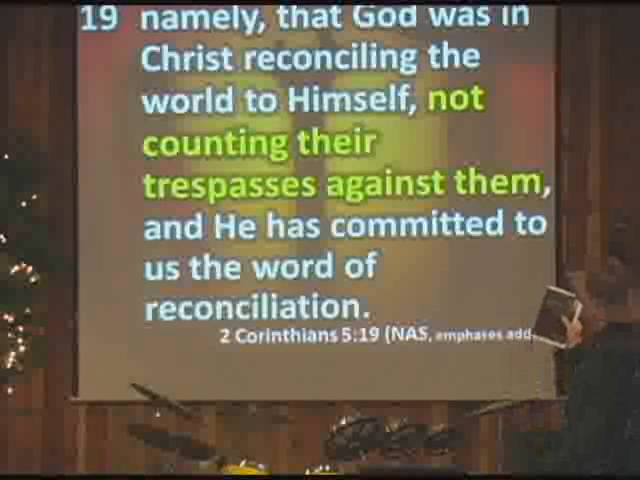 19 namely, that God was in
Christ reconciling the
world to Himself, not
counting their
trespasses against them,
and He has committed to
us the word of
reconciliation.
2 Corinthians 5:19 (NAS, emphases add